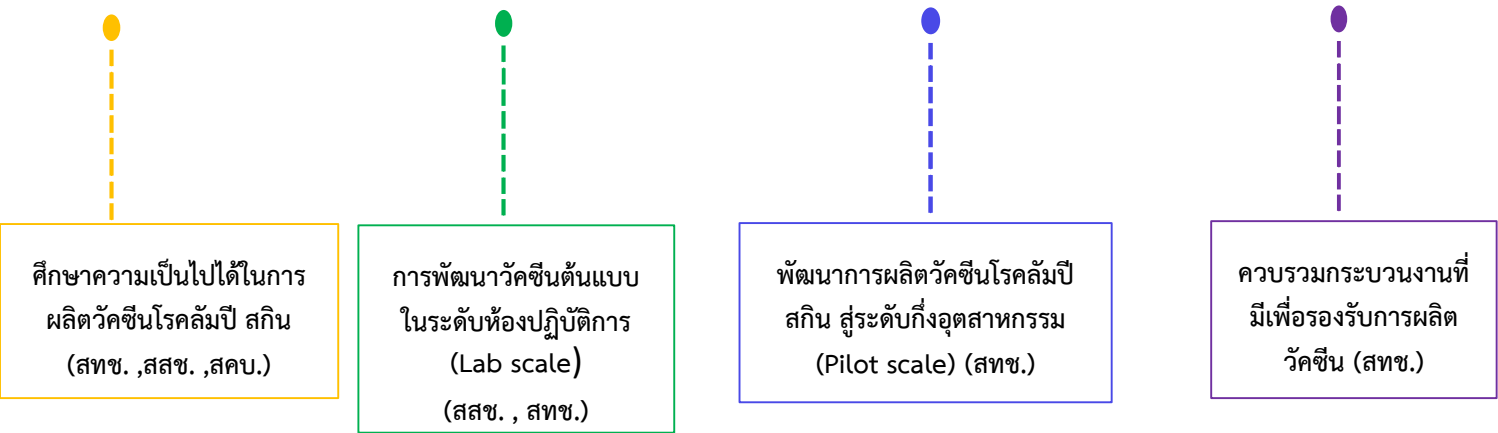 ศึกษาความเป็นไปได้ในการ
ผลิตวัคซีนโรคลัมปี สกิน
(สทช. ,สสช. ,สคบ.)
การพัฒนาวัคซีนต้นแบบ
ในระดับห้องปฏิบัติการ
(Lab scale)
(สสช. , สทช.)
พัฒนาการผลิตวัคซีนโรคลัมปี
สกิน สู่ระดับกึ่งอุตสาหกรรม
(Pilot scale) (สทช.)
ควบรวมกระบวนงานที่
มีเพื่อรองรับการผลิต
วัคซีน (สทช.)